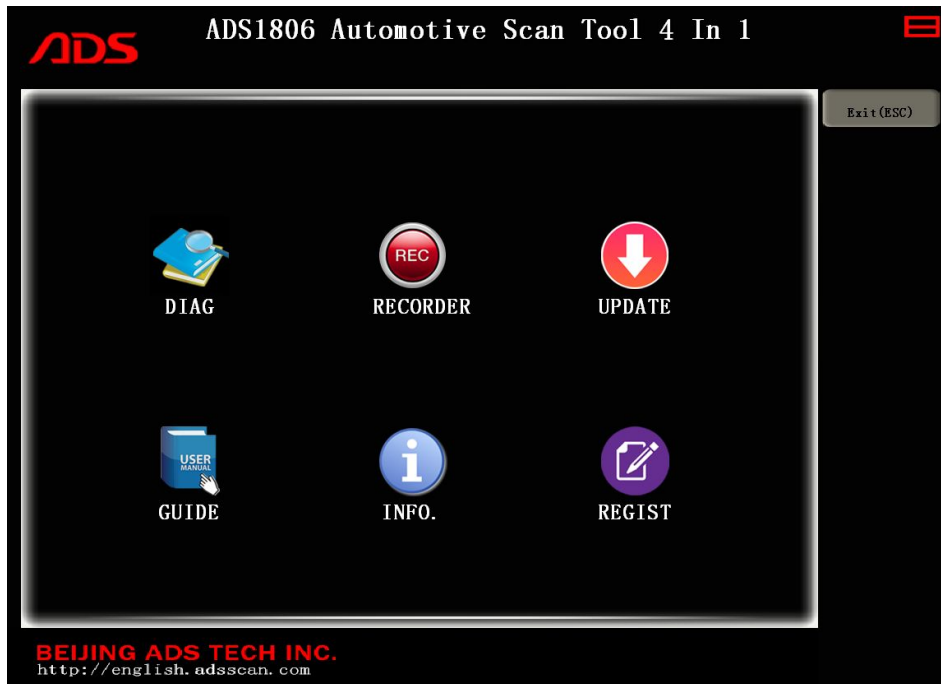 ADS
ADS1806 Automotive Scan Tool 4 In 1
Exit(ESC)
REC
DIAG
RECORDER
UPDATE
USER
MANUAL
GUIDE
INFO.
REGIST
BEIJING ADS TECH INC.
http://english.adsscan.com